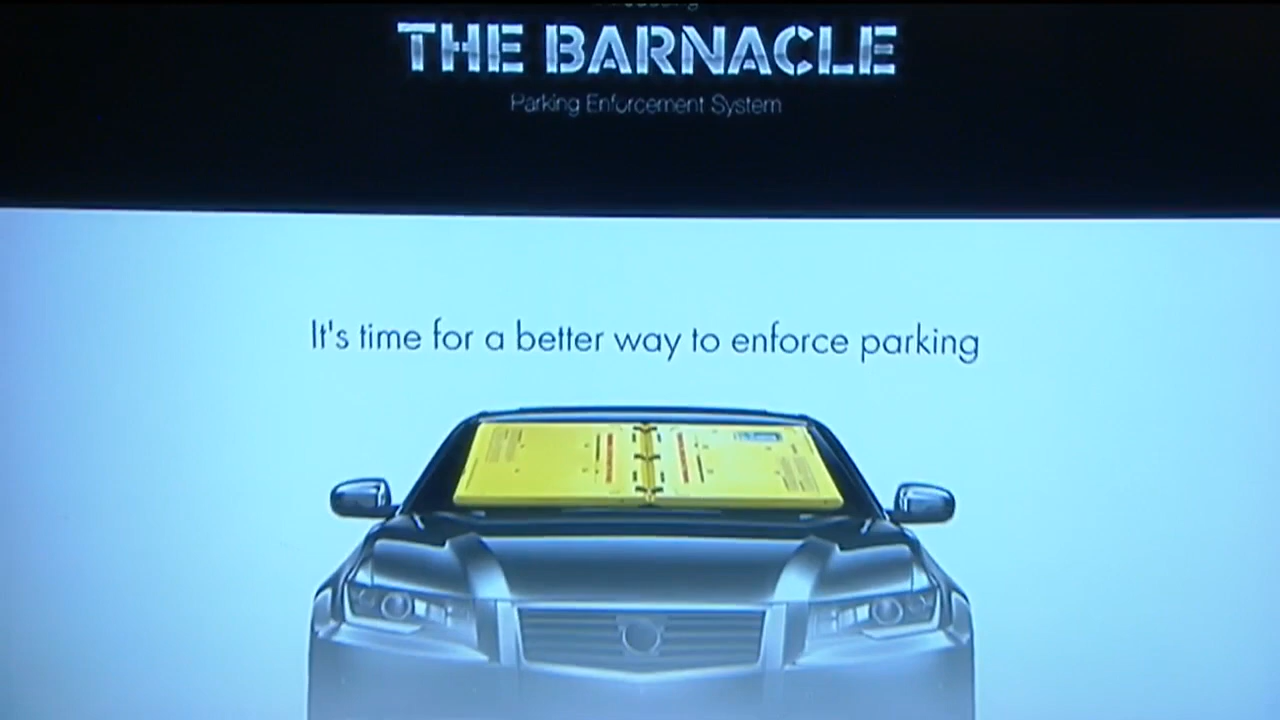 THE BARNACLE
Parking Enforcement System
It's time for a better way to enforce parking